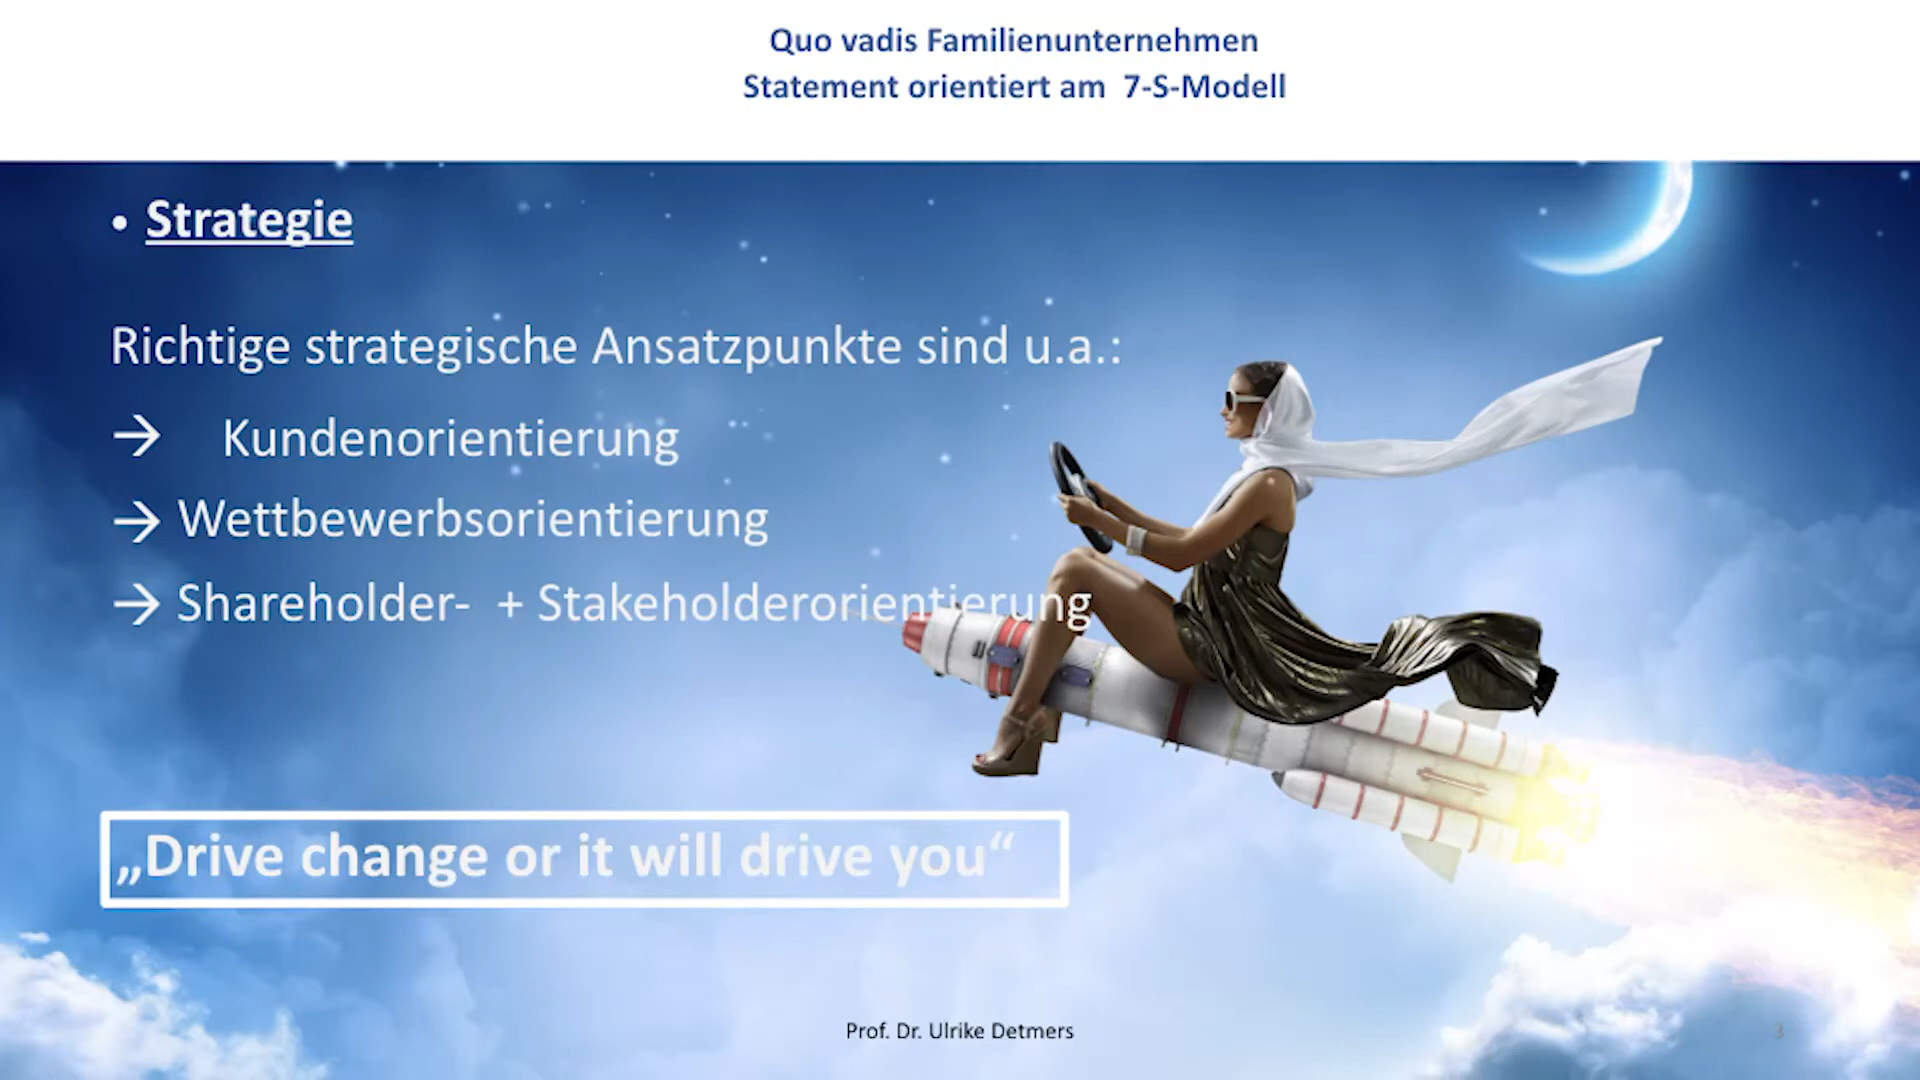 Quo vadis Familienunternehmen
Statement orientiert am 7-S-Modell
• Strategie
Richtige strategische Ansatzpunkte sind u.a.:
→ Kundenorientierung
→ Wettbewerbsorientierung
→ Shareholder- + Stakeholderorientierung
„Drive change or it will drive you“
Prof. Dr. Ulrike Detmers
3